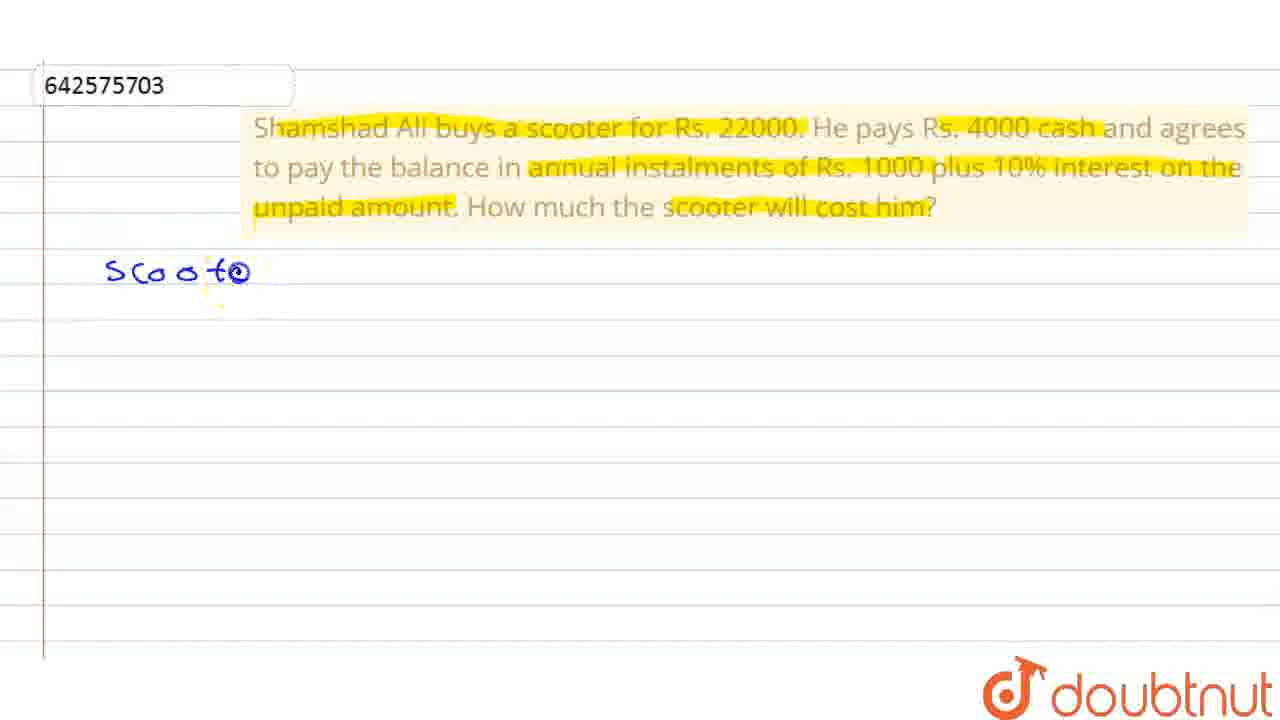 642575703
Shamshad Ali buys a scooter for Rs. 22000. He pays Rs. 4000 cash and agrees
to pay the balance in annual instalments of Rs. 1000 plus 10% interest on the
unpaid amount. How much the scooter will cost him?
Scoote
doubtnut